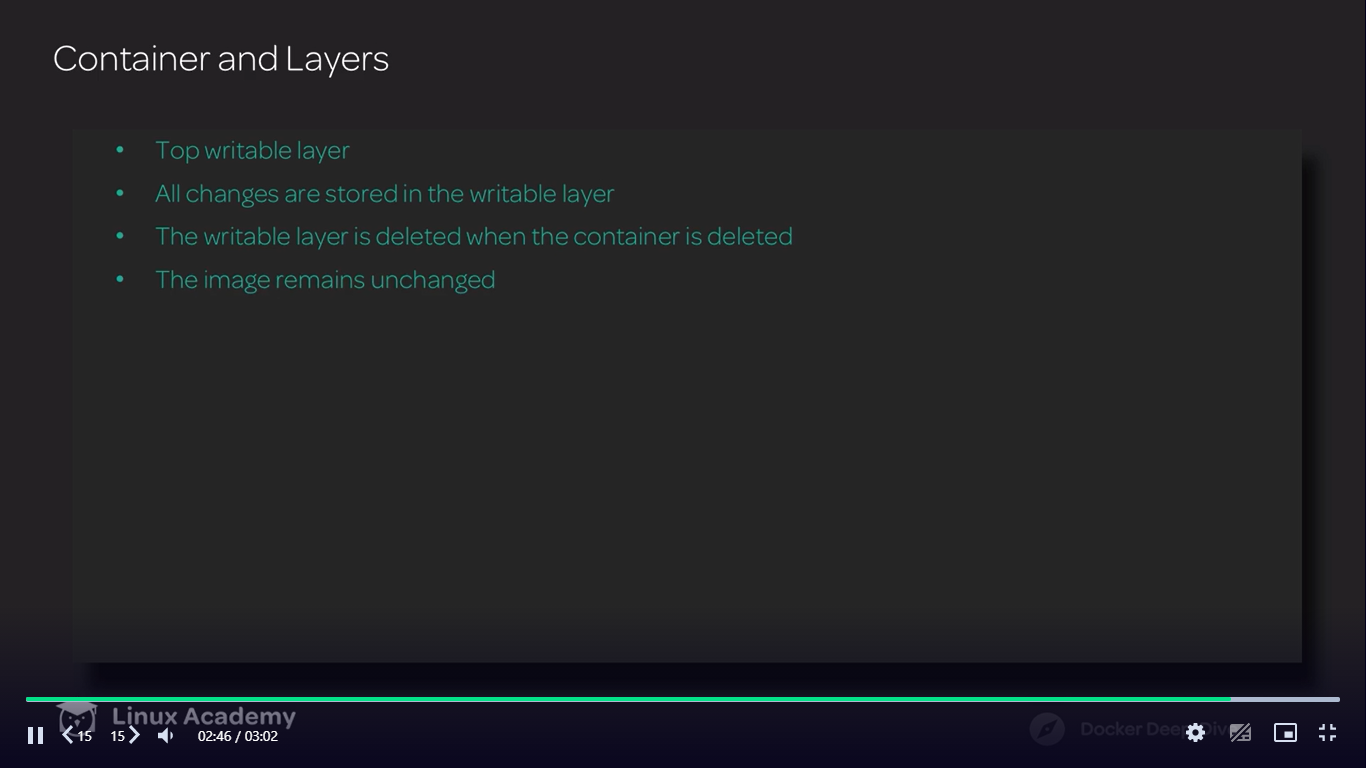 Container and Layers
• Top writable layer
• All changes are stored in the writable layer
• The writable layer is deleted when the container is deleted
• The image remains unchanged
Linux Academy
Docker Deep Dive
15 15 02:46 / 03:02